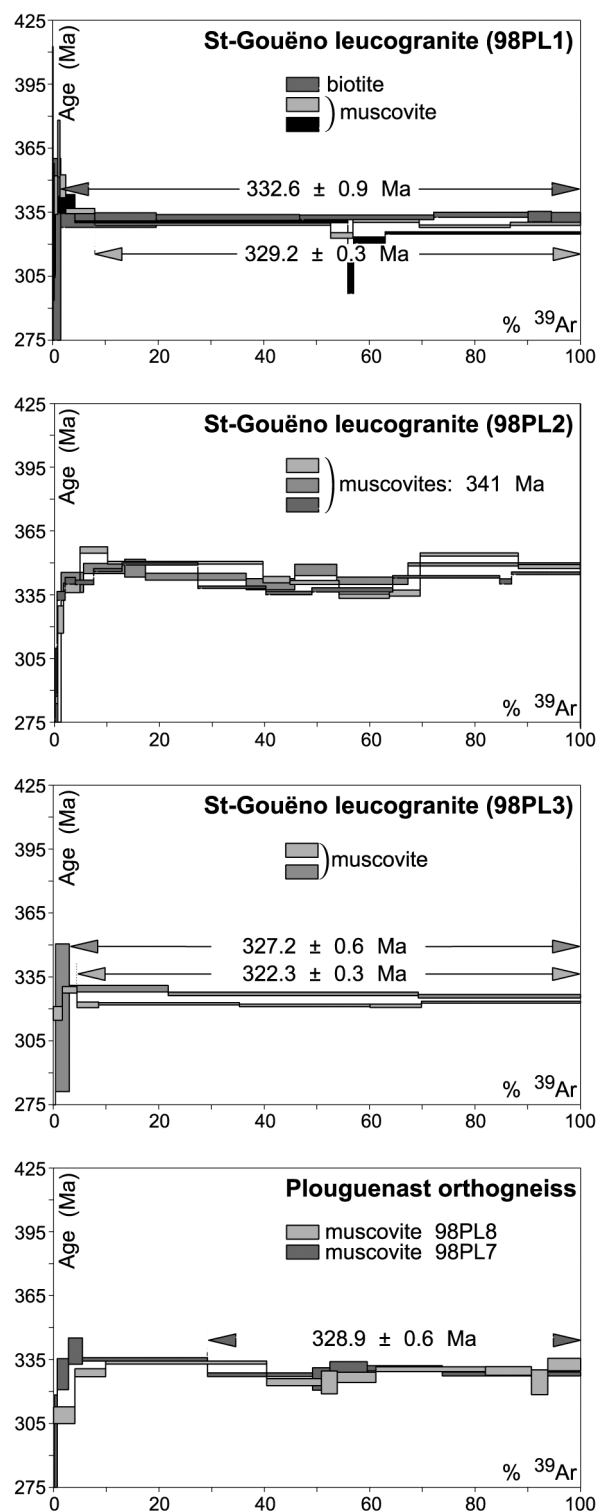 St-Gouëno leucogranite (98PL1)
Age (Ma)
425
395
365
335
305
275
biotite
muscovite
332.6 ± 0.9 Ma
329.2 ± 0.3 Ma
% 39Ar
0 20 40 60 80 100
St-Gouëno leucogranite (98PL2)
Age (Ma)
425
395
365
335
305
275
muscovites: 341 Ma
% 39Ar
0 20 40 60 80 100
St-Gouëno leucogranite (98PL3)
Age (Ma)
425
395
365
335
305
275
muscovite
327.2 ± 0.6 Ma
322.3 ± 0.3 Ma
% 39Ar
0 20 40 60 80 100
Plouguenast orthogneiss
Age (Ma)
425
395
365
335
305
275
muscovite 98PL8
muscovite 98PL7
328.9 ± 0.6 Ma
% 39Ar
0 20 40 60 80 100